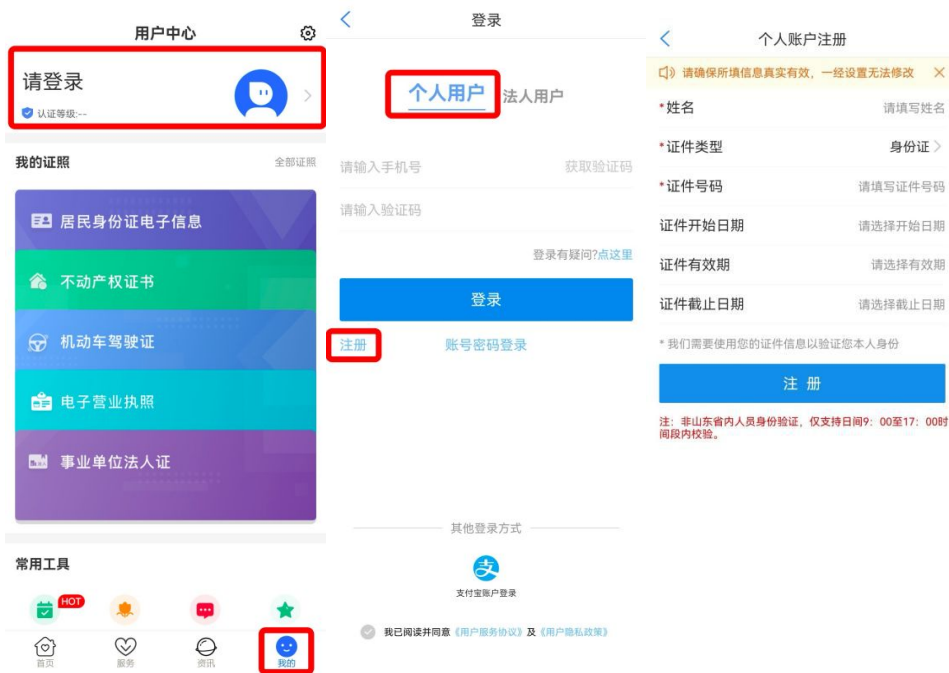 用户中心
请登录
认证等级:--
我的证照
全部证照
居民身份证电子信息
不动产权证书
机动车驾驶证
电子营业执照
事业单位法人证
常用工具
HOT
首页
服务
资讯
我的
登录
个人用户
法人用户
请输入手机号
获取验证码
请输入验证码
登录有疑问?点这里
登录
注册
账号密码登录
其他登录方式
支
支付宝账户登录
我已阅读并同意《用户服务协议》及《用户隐私政策》
个人账户注册
请确保所填信息真实有效，一经设置无法修改
*姓名
请填写姓名
*证件类型
身份证
*证件号码
请填写证件号码
证件开始日期
请选择开始日期
证件有效期
请选择有效期
证件截止日期
请选择截止日期
*我们需要使用您的证件信息以验证您本人身份
注 册
注：非山东省内人员身份验证，仅支持日间9：00至17：00时
间段内校验。